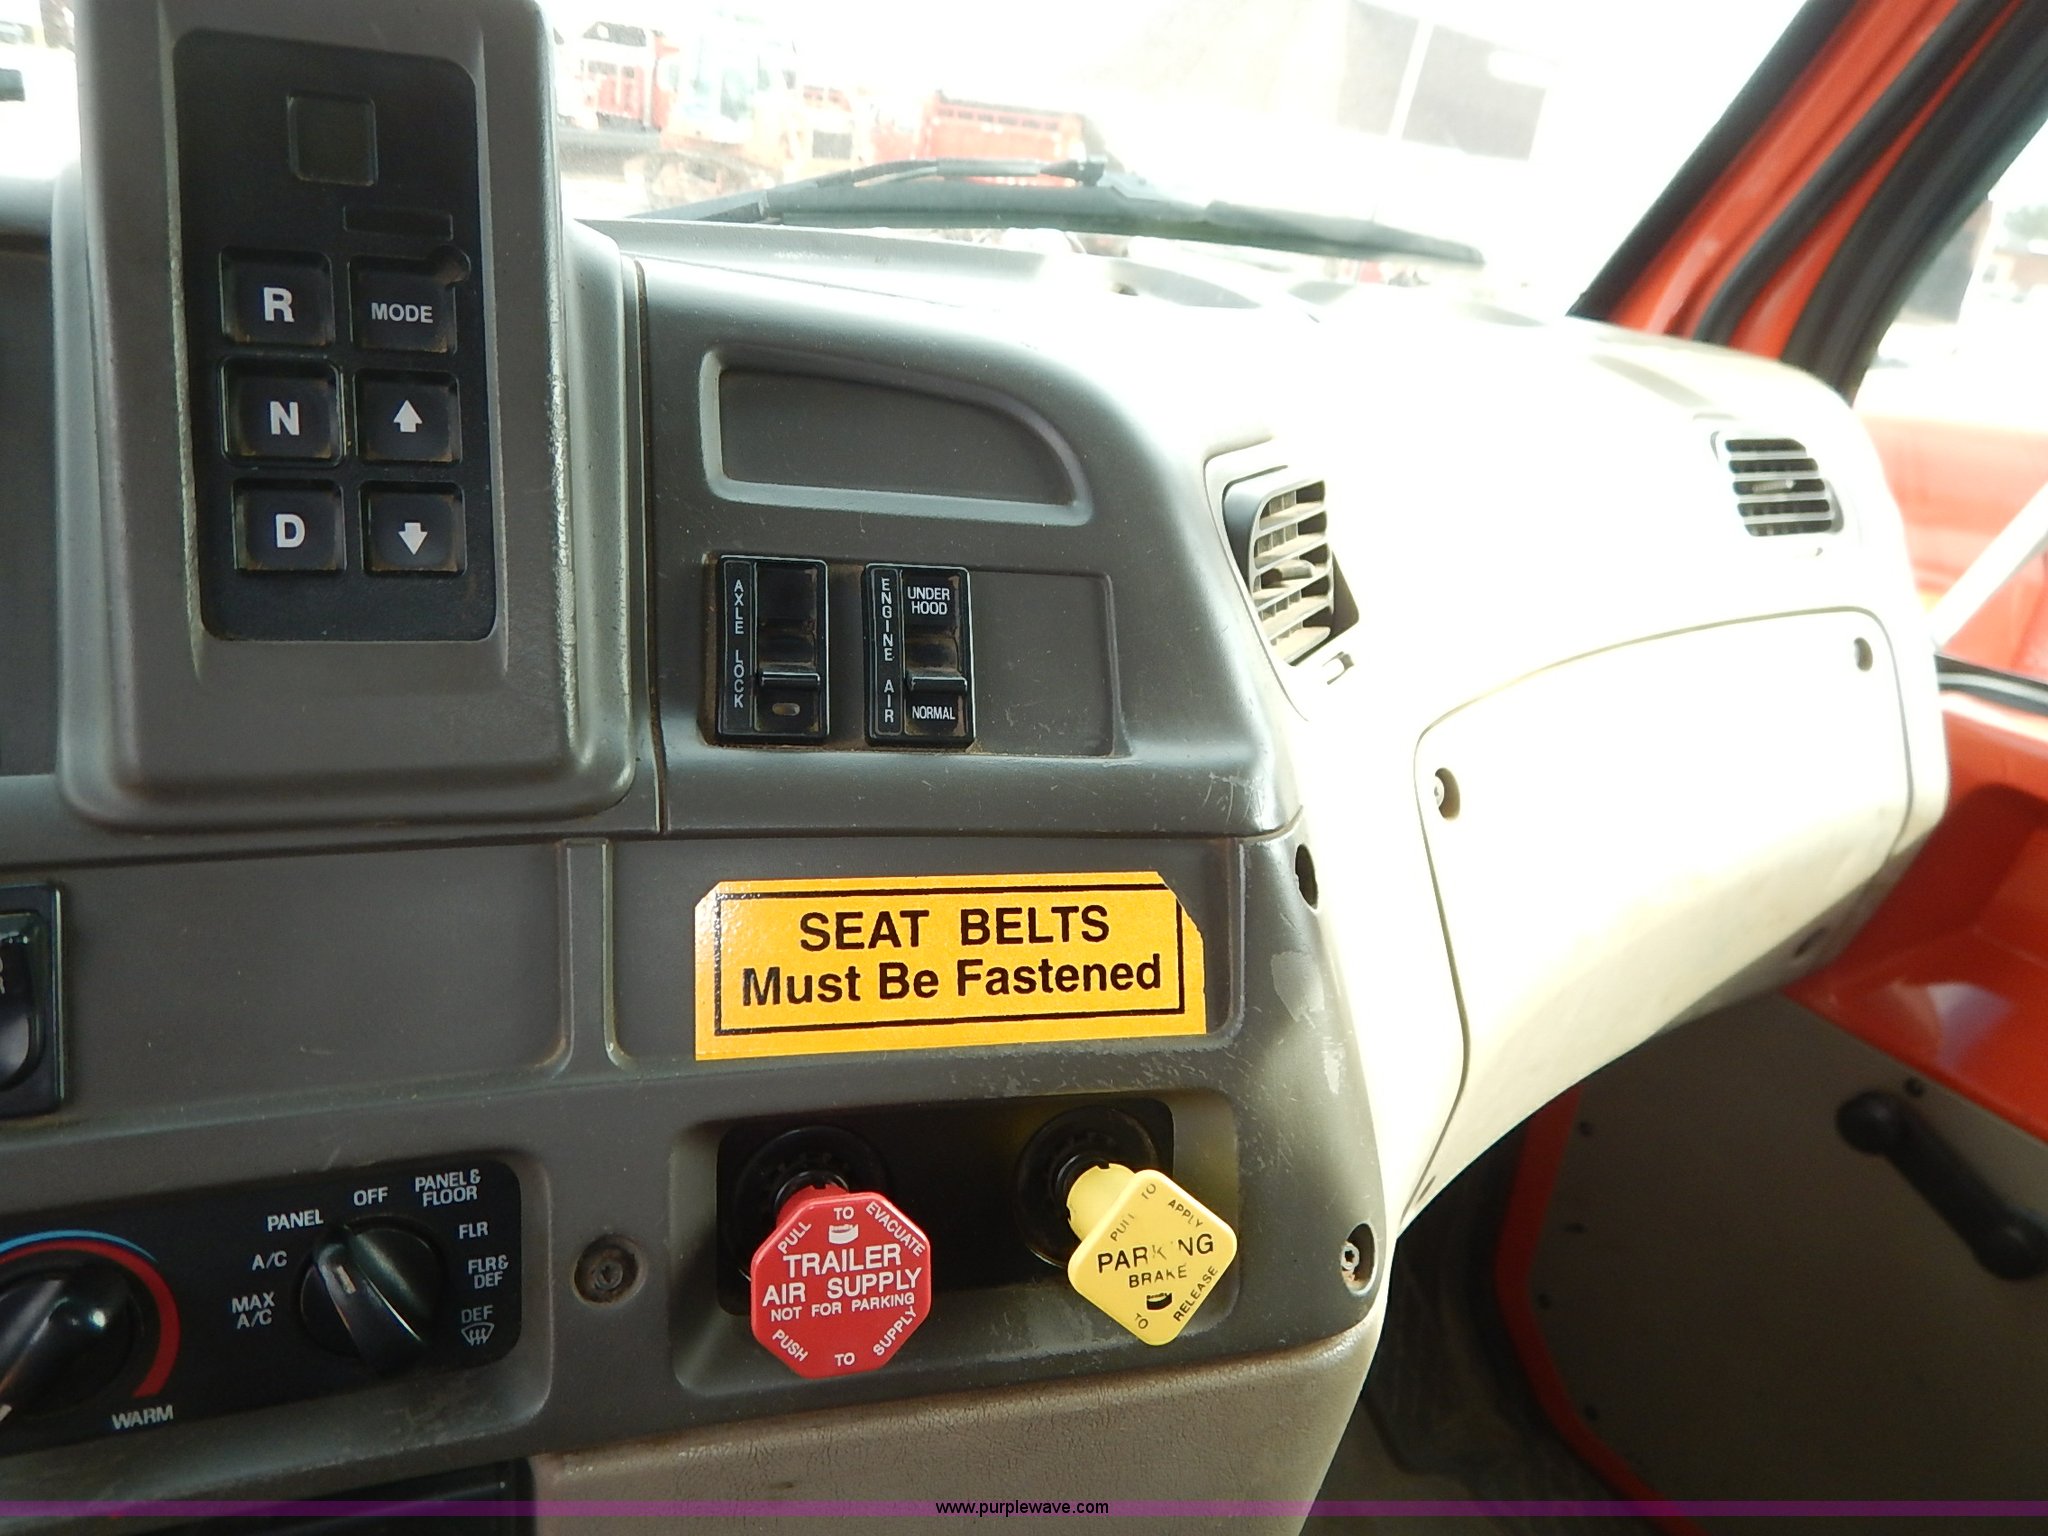 R
MODE
N
D
AXLE LOCK
ENGINE AIR
UNDER
HOOD
NORMAL
SEAT BELTS
Must Be Fastened
PANEL
OFF
PANEL &
FLOOR
A/C
FLR
MAX
A/C
FLR &
DEF
DEF
WARM
PULL TO EVACUATE
TRAILER
AIR SUPPLY
NOT FOR PARKING
PUSH TO SUPPLY
PULL TO APPLY
PARKING
BRAKE
TO RELEASE
www.purplewave.com